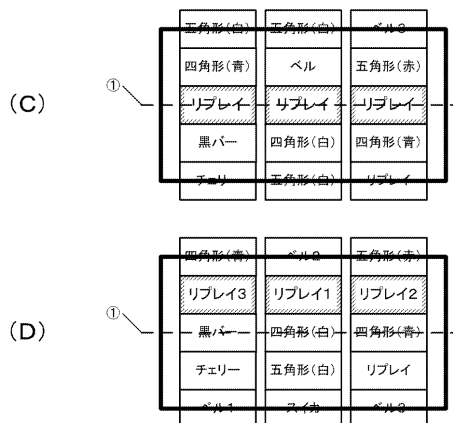 五角形(白) 五角形(白) ベル3
四角形(青) ベル 五角形(赤)
(C) ① リプレイ リプレイ リプレイ
黒バー 四角形(白) 四角形(青)
チェリー 五角形(白) リプレイ
四角形(青) ベル2 五角形(赤)
リプレイ3 リプレイ1 リプレイ2
(D) ① 黒バー 四角形(白) 四角形(青)
チェリー 五角形(白) リプレイ
ベル1 スイカ ベル3